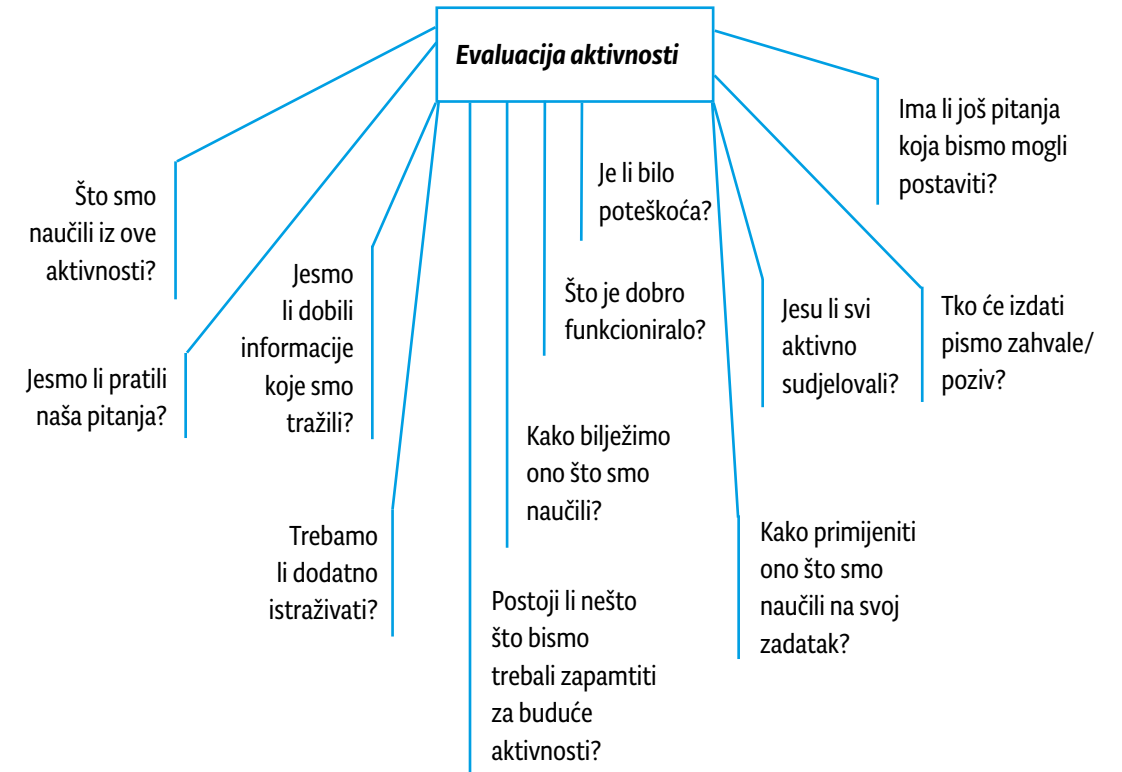 Evaluacija aktivnosti
Što smo
naučili iz ove
aktivnosti?
Jesmo li pratili
naša pitanja?
Jesmo
li dobili
informacije
koje smo
tražili?
Trebamo
li dodatno
istraživati?
Postoji li nešto
što bismo
trebali zapamtiti
za buduće
aktivnosti?
Kako bilježimo
ono što smo
naučili?
Što je dobro
funkcioniralo?
Je li bilo
poteškoća?
Kako primijeniti
ono što smo
naučili na svoj
zadatak?
Jesu li svi
aktivno
sudjelovali?
Tko će izdati
pismo zahvale/
poziv?
Ima li još pitanja
koja bismo mogli
postaviti?